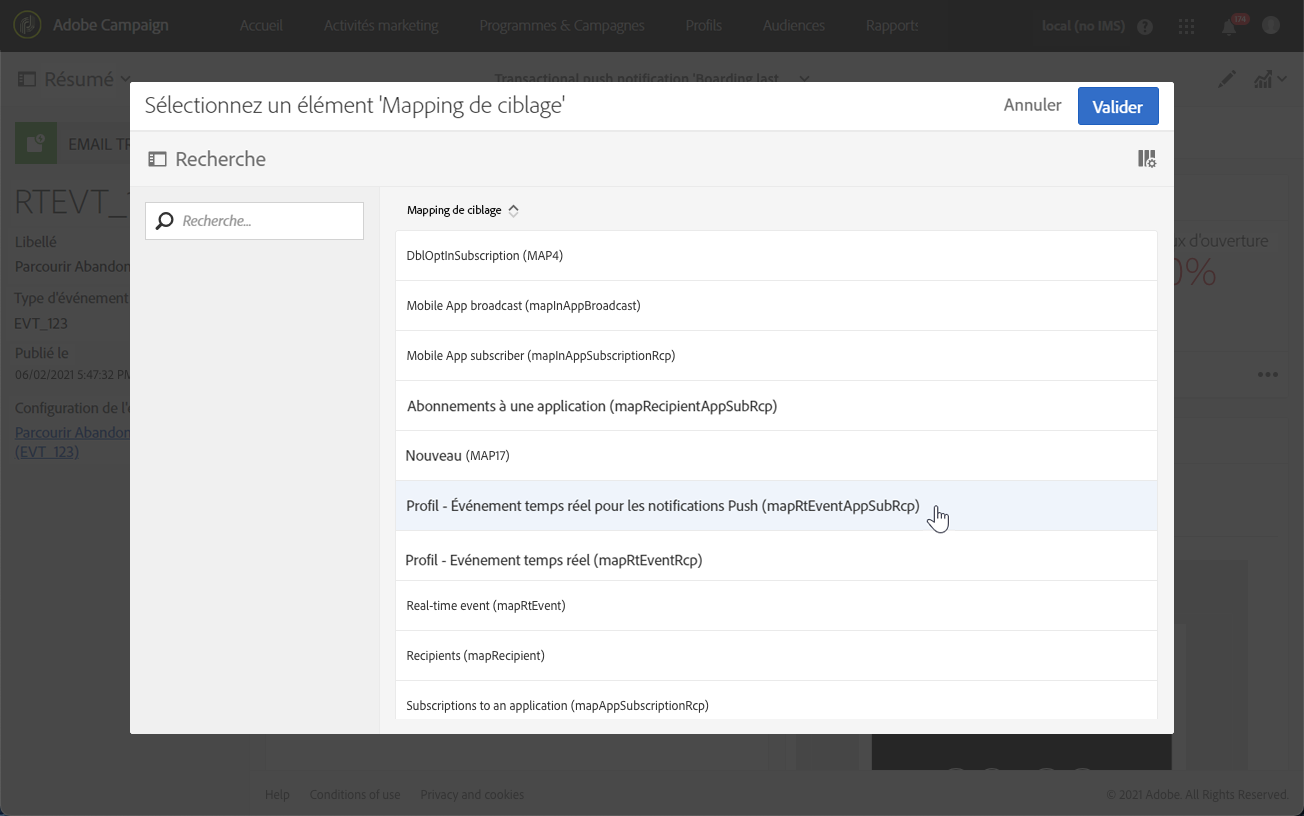 Adobe Campaign
Accueil
Activités marketing
Programmes & Campagnes
Profils
Audiences
Rapports
local (no IMS)
174
Résumé
Transactional push notification 'Boarding last
Sélectionnez un élément 'Mapping de ciblage'
Annuler
Valider
EMAIL TR
Recherche
RTEVT_
Recherche...
Mapping de ciblage
Libellé
Parcourir Abandon
ux d'ouverture
0%
DblOptInSubscription (MAP4)
Type d'événement
EVT_123
Mobile App broadcast (mapInAppBroadcast)
Publié le
06/02/2021 5:47:32 PM
Mobile App subscriber (mapInAppSubscriptionRcp)
Configuration de l'é
Parcourir Abandon
(EVT_123)
Abonnements à une application (mapRecipientAppSubRcp)
Nouveau (MAP17)
Profil - Événement temps réel pour les notifications Push (mapRtEventAppSubRcp)
Profil - Evénement temps réel (mapRtEventRcp)
Real-time event (mapRtEvent)
Recipients (mapRecipient)
Subscriptions to an application (mapAppSubscriptionRcp)
Help
Conditions of use
Privacy and cookies
© 2021 Adobe. All Rights Reserved.